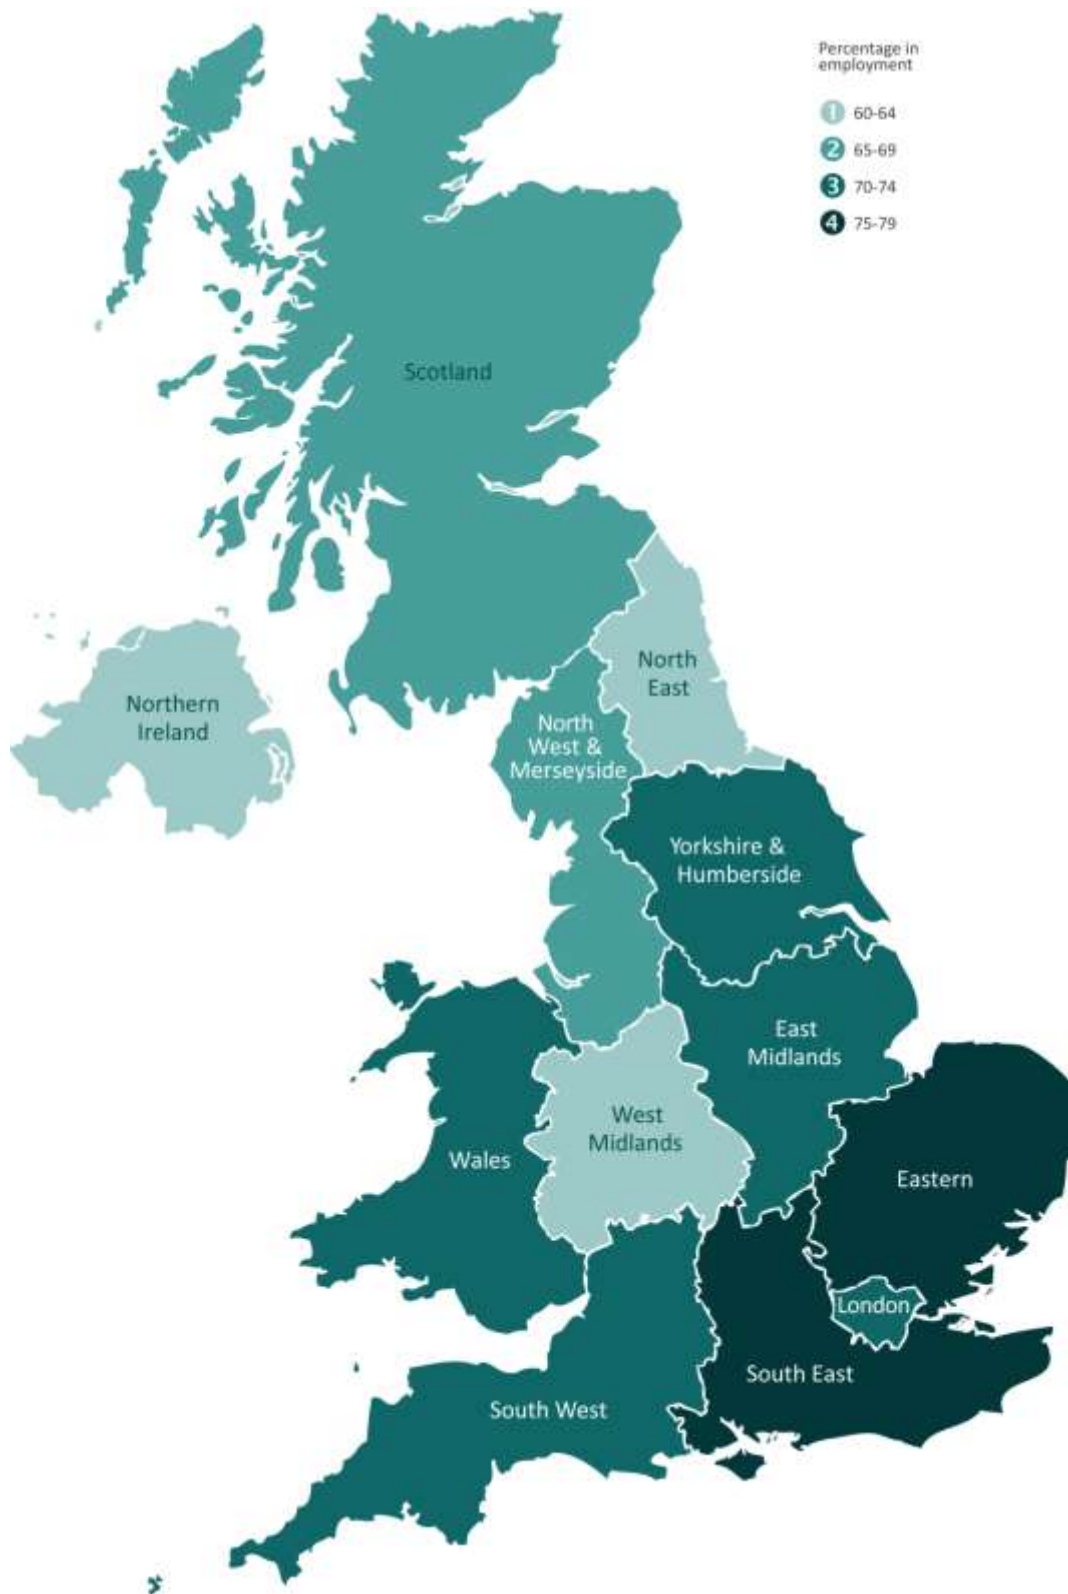 Percentage in
employment
1 60-64
2 65-69
3 70-74
4 75-79
Scotland
North
East
Northern
Ireland
North
West &
Merseyside
Yorkshire &
Humberside
East
Midlands
West
Midlands
Wales
Eastern
London
South East
South West